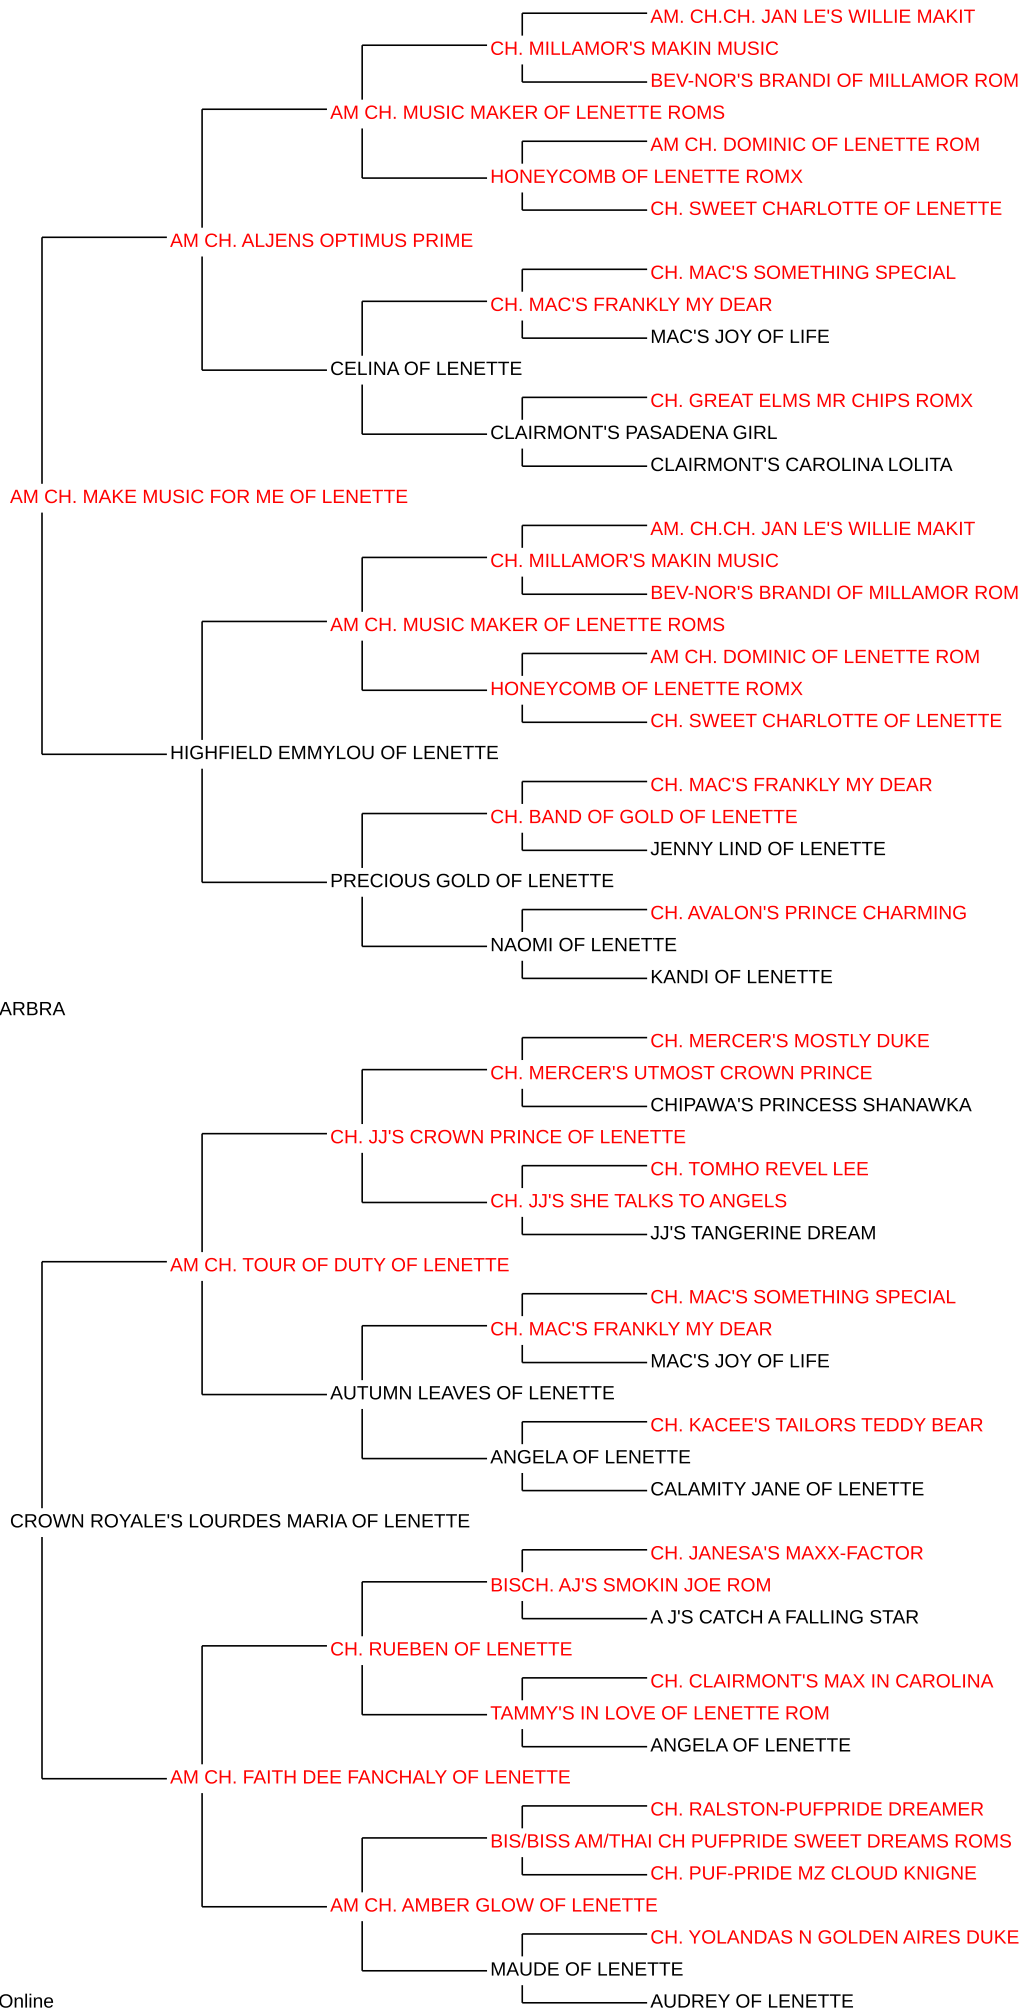 AM. CH.CH. JAN LE'S WILLIE MAKIT
CH. MILLAMOR'S MAKIN MUSIC
BEV-NOR'S BRANDI OF MILLAMOR ROM
AM CH. MUSIC MAKER OF LENETTE ROMS
AM CH. DOMINIC OF LENETTE ROM
HONEYCOMB OF LENETTE ROMX
CH. SWEET CHARLOTTE OF LENETTE
AM CH. ALJENS OPTIMUS PRIME
CH. MAC'S SOMETHING SPECIAL
CH. MAC'S FRANKLY MY DEAR
MAC'S JOY OF LIFE
CELINA OF LENETTE
CH. GREAT ELMS MR CHIPS ROMX
CLAIRMONT'S PASADENA GIRL
CLAIRMONT'S CAROLINA LOLITA
AM CH. MAKE MUSIC FOR ME OF LENETTE
AM. CH.CH. JAN LE'S WILLIE MAKIT
CH. MILLAMOR'S MAKIN MUSIC
BEV-NOR'S BRANDI OF MILLAMOR ROM
AM CH. MUSIC MAKER OF LENETTE ROMS
AM CH. DOMINIC OF LENETTE ROM
HONEYCOMB OF LENETTE ROMX
CH. SWEET CHARLOTTE OF LENETTE
HIGHFIELD EMMYLOU OF LENETTE
CH. MAC'S FRANKLY MY DEAR
CH. BAND OF GOLD OF LENETTE
JENNY LIND OF LENETTE
PRECIOUS GOLD OF LENETTE
CH. AVALON'S PRINCE CHARMING
NAOMI OF LENETTE
KANDI OF LENETTE
ARBRA
CH. MERCER'S MOSTLY DUKE
CH. MERCER'S UTMOST CROWN PRINCE
CHIPAWA'S PRINCESS SHANAWKA
CH. JJ'S CROWN PRINCE OF LENETTE
CH. TOMHO REVEL LEE
CH. JJ'S SHE TALKS TO ANGELS
JJ'S TANGERINE DREAM
AM CH. TOUR OF DUTY OF LENETTE
CH. MAC'S SOMETHING SPECIAL
CH. MAC'S FRANKLY MY DEAR
MAC'S JOY OF LIFE
AUTUMN LEAVES OF LENETTE
CH. KACEE'S TAILORS TEDDY BEAR
ANGELA OF LENETTE
CALAMITY JANE OF LENETTE
CROWN ROYALE'S LOURDES MARIA OF LENETTE
CH. JANESA'S MAXX-FACTOR
BISCH. AJ'S SMOKIN JOE ROM
A J'S CATCH A FALLING STAR
CH. RUEBEN OF LENETTE
CH. CLAIRMONT'S MAX IN CAROLINA
TAMMY'S IN LOVE OF LENETTE ROM
ANGELA OF LENETTE
AM CH. FAITH DEE FANCHALY OF LENETTE
CH. RALSTON-PUFPRIDE DREAMER
BIS/BISS AM/THAI CH PUFPRIDE SWEET DREAMS ROMS
CH. PUF-PRIDE MZ CLOUD KNIGNE
AM CH. AMBER GLOW OF LENETTE
CH. YOLANDAS N GOLDEN AIRES DUKE
MAUDE OF LENETTE
AUDREY OF LENETTE
Online